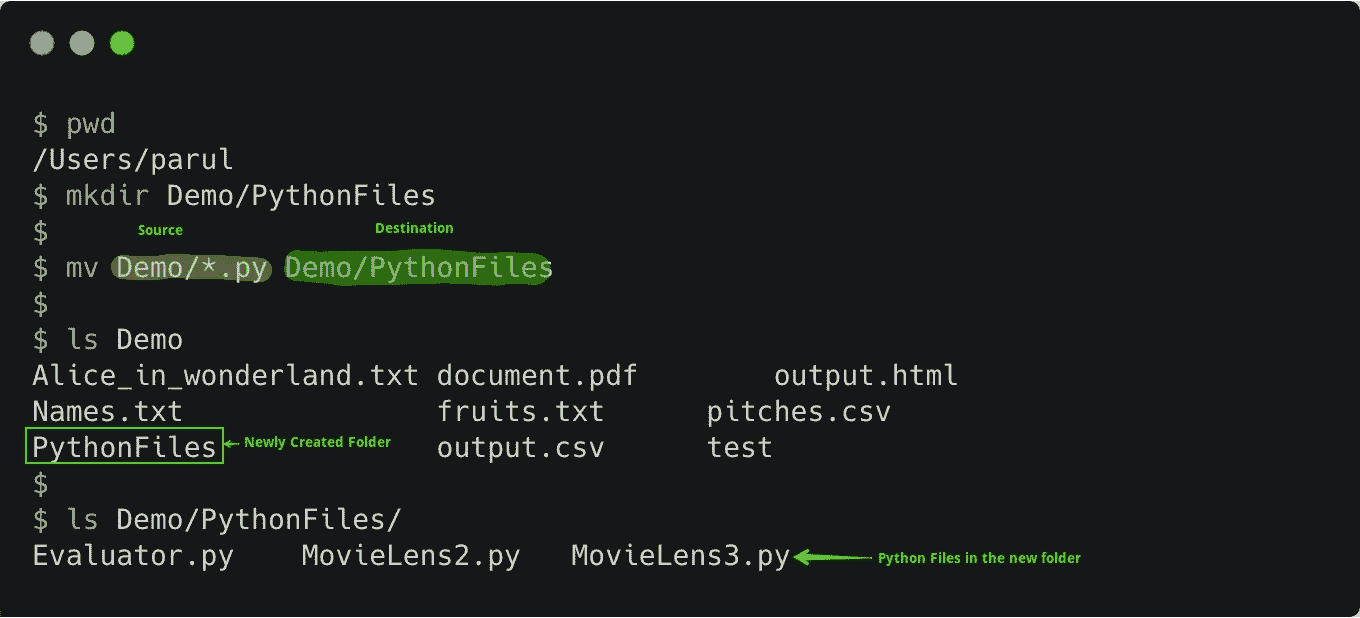 $ pwd
/Users/parul
$ mkdir Demo/PythonFiles
$
Source Destination
$ mv Demo/*.py Demo/PythonFiles
$
$ ls Demo
Alice_in_wonderland.txt document.pdf output.html
Names.txt fruits.txt pitches.csv
PythonFiles Newly Created Folder output.csv test
$
$ ls Demo/PythonFiles/
Evaluator.py MovieLens2.py MovieLens3.py Python Files in the new folder